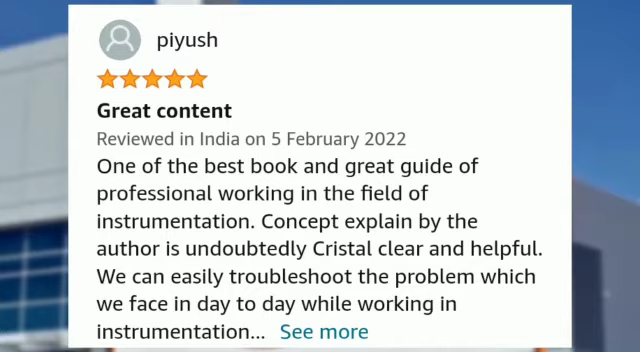 piyush
Great content
Reviewed in India on 5 February 2022
One of the best book and great guide of
professional working in the field of
instrumentation. Concept explain by the
author is undoubtedly Cristal clear and helpful.
We can easily troubleshoot the problem which
we face in day to day while working in
instrumentation... See more